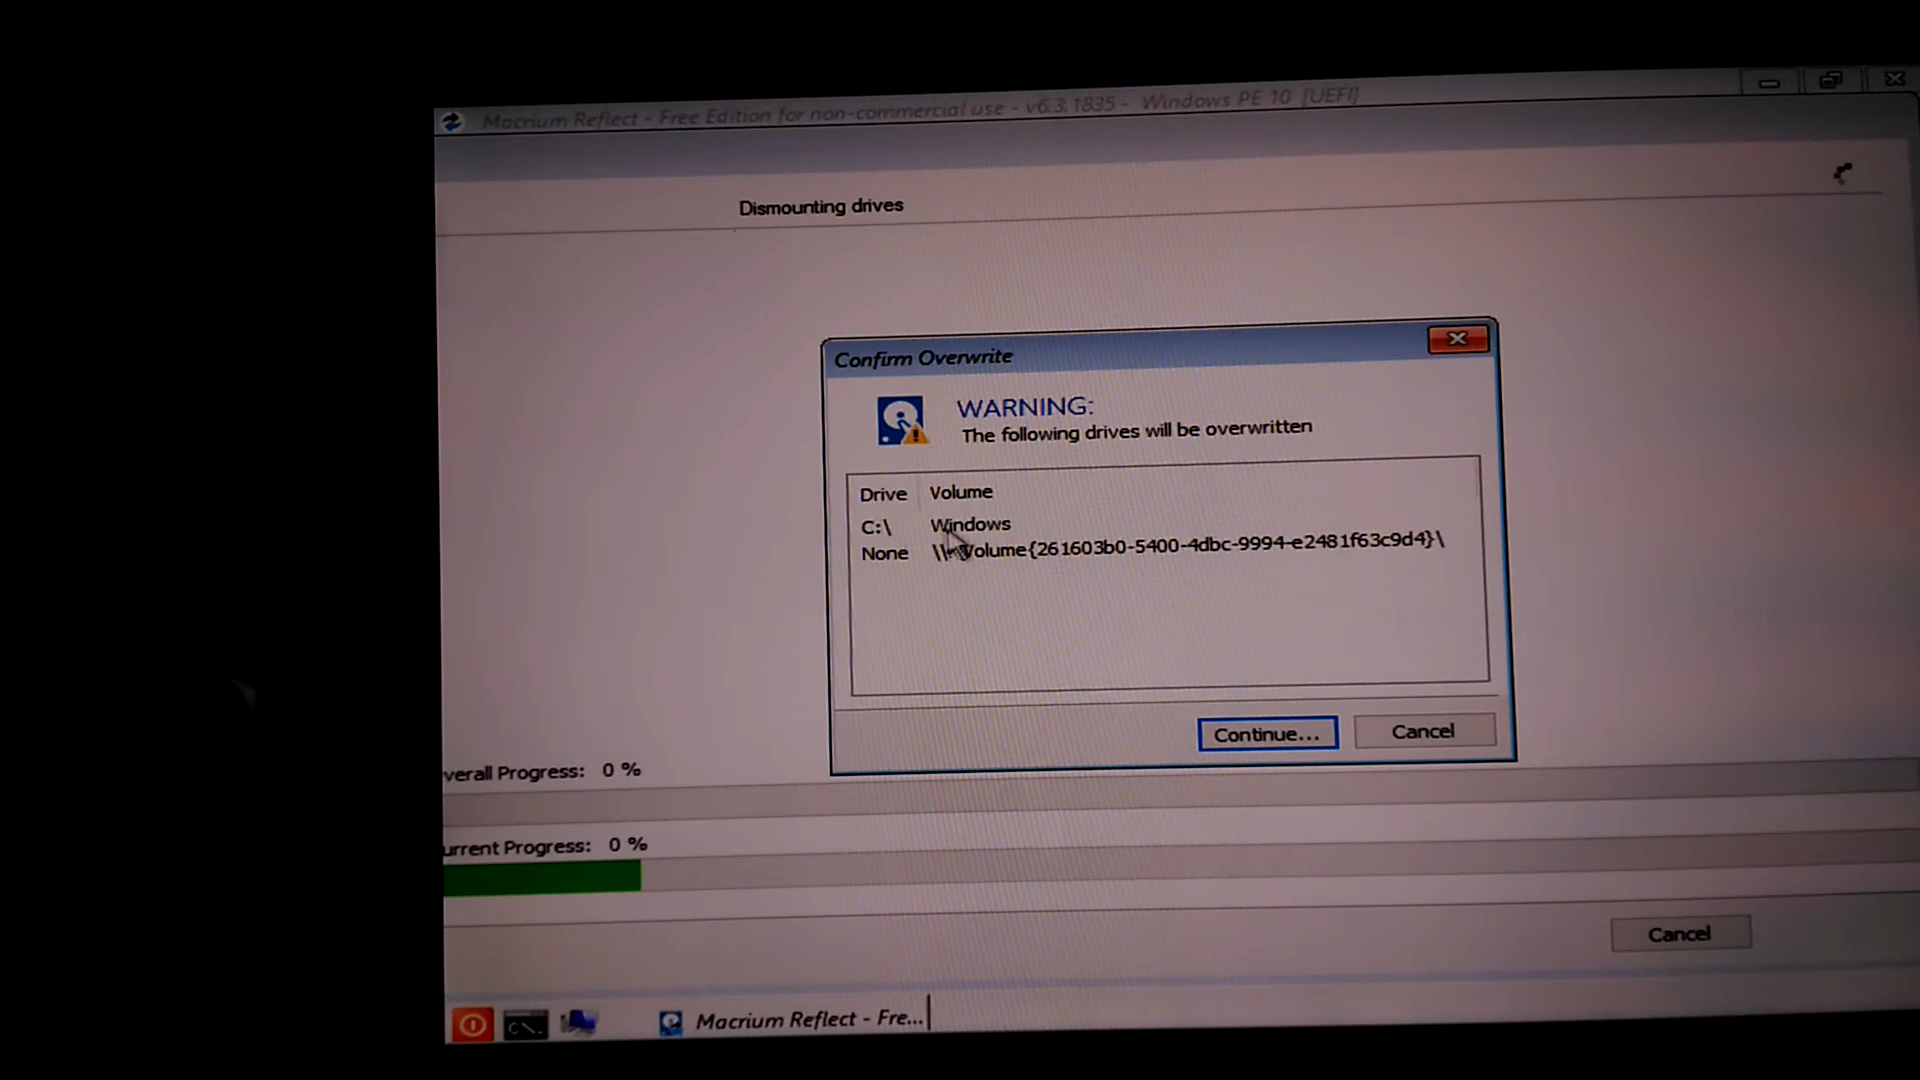 Macrium Reflect - Free Edition for non-commercial use - v6.3.1835 - Windows PE 10 [UEFI]
Dismounting drives
Confirm Overwrite
WARNING:
The following drives will be overwritten
Drive Volume
C:\ Windows
None Volume{261603b0-5400-4dbc-9994-e2481f63c9d4}\
Continue... Cancel
verall Progress: 0 %
urrent Progress: 0 %
Cancel
C:\.
Macrium Reflect - Fre...